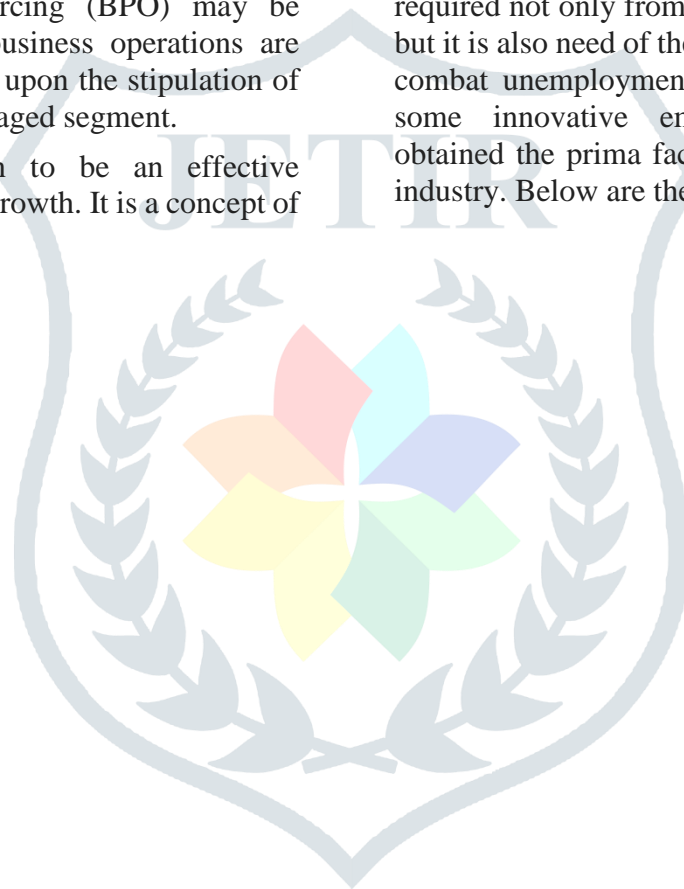 rcing (BPO) may be
usiness operations are
upon the stipulation of
aged segment.
n to be an effective
rowth. It is a concept of
required not only from
but it is also need of the
combat unemployment
some innovative en
obtained the prima fac
industry. Below are the
JETIR